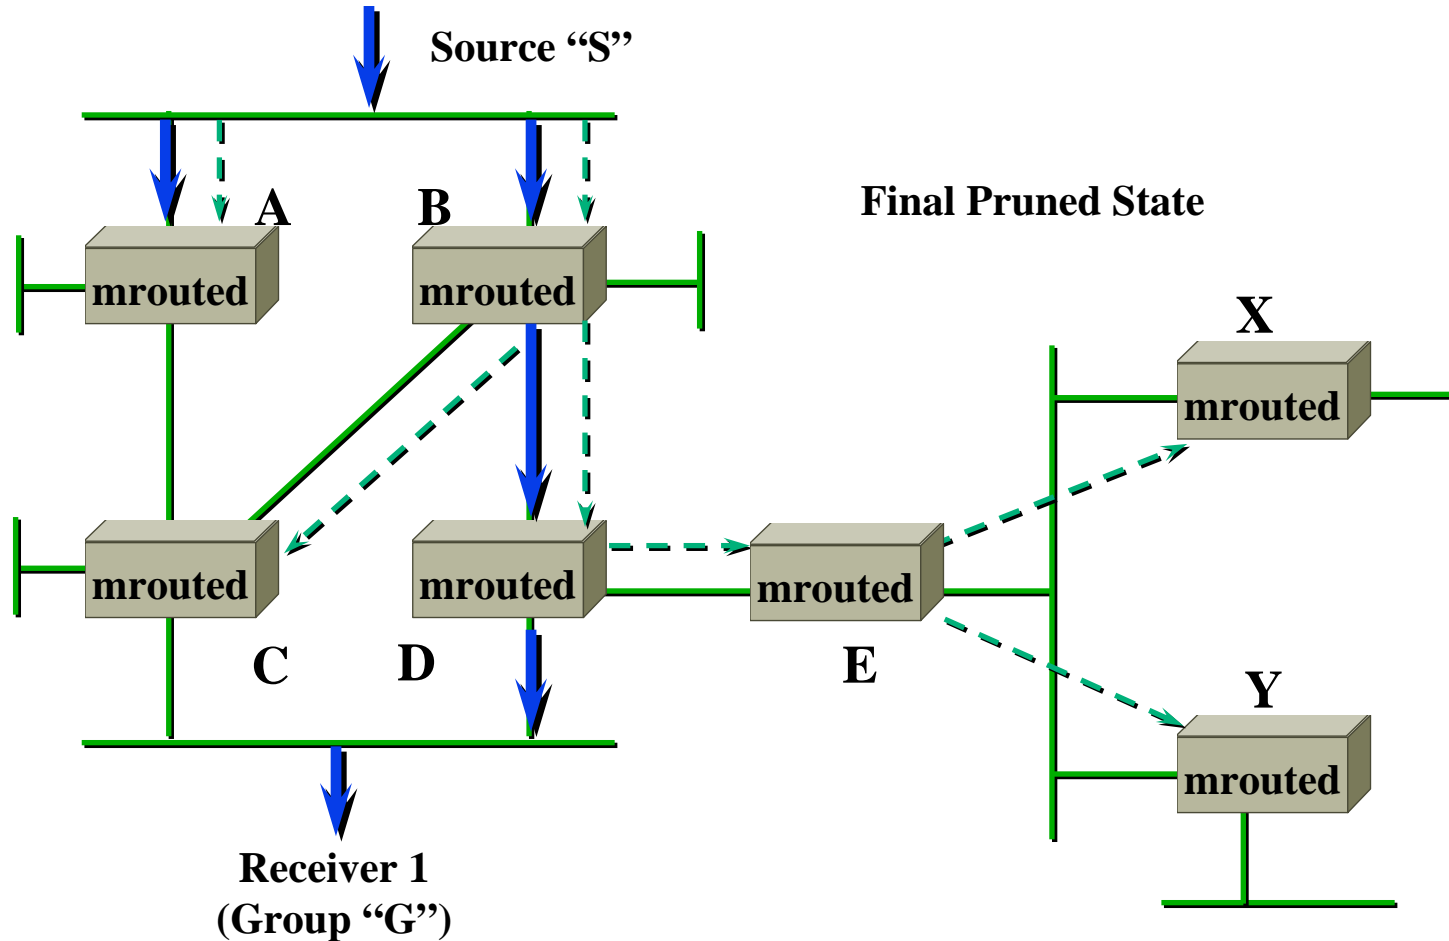 Source “S”
A
B
Final Pruned State
mrouted
mrouted
X
mrouted
mrouted
mrouted
mrouted
C
D
E
Y
mrouted
Receiver 1
(Group “G”)